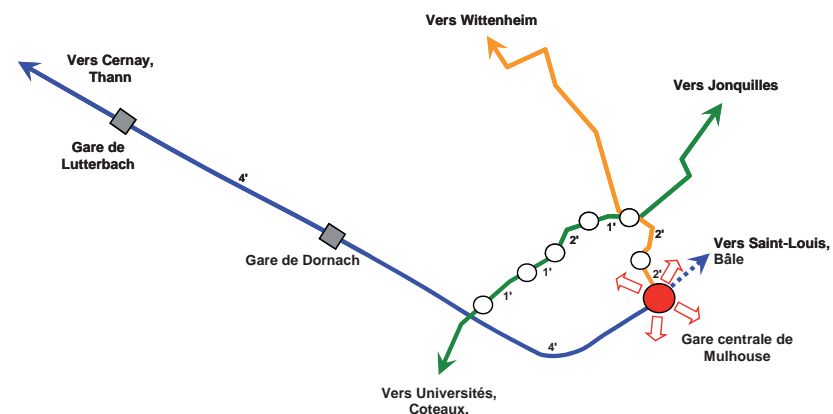 Vers Wittenheim
Vers Cernay,
Thann
Vers Jonquilles
Gare de
Lutterbach
4'
1'
2'
2'
Vers Saint-Louis,
Bâle
Gare de Dornach
1'
2'
1'
Gare centrale de
Mulhouse
4'
Vers Universités,
Coteaux,